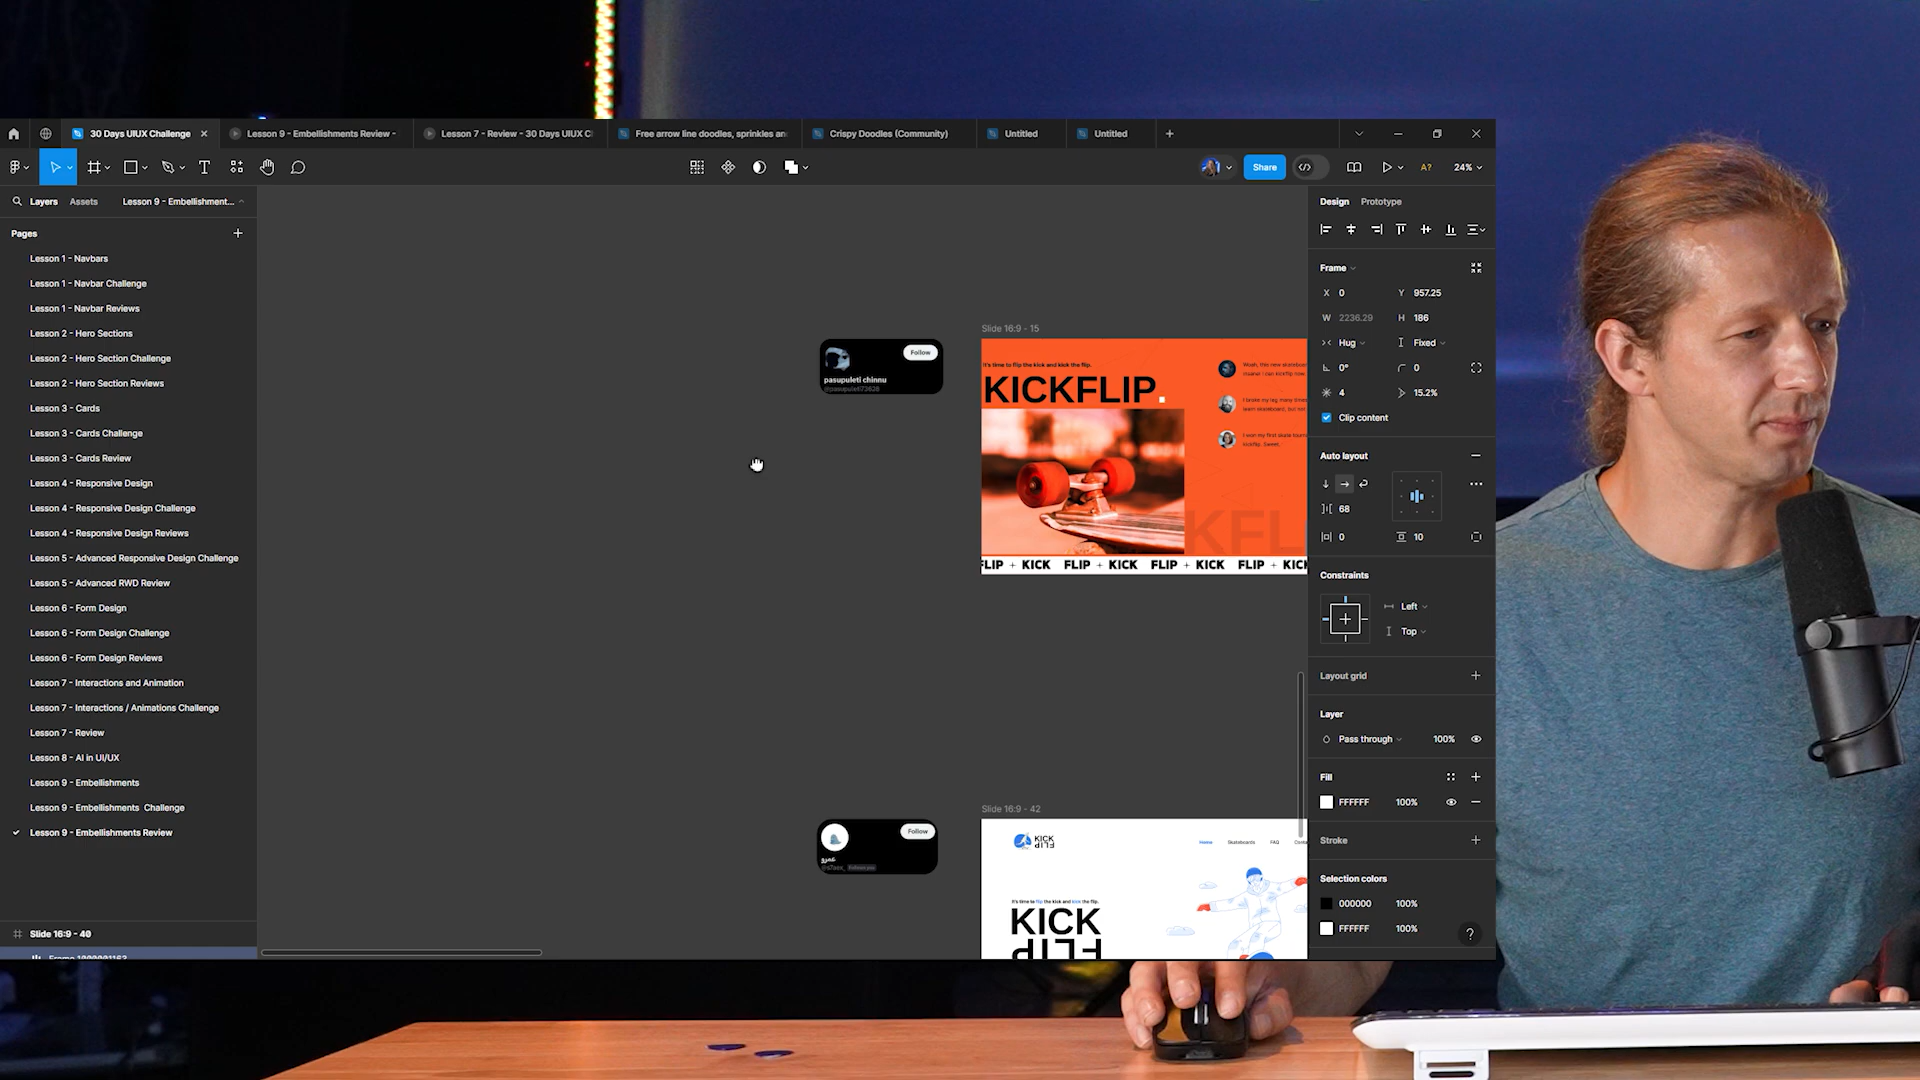 30 Days UIUX Challenge
Lesson 9 - Embellishments Review -
Lesson 7 - Review - 30 Days UIUX C
Free arrow line doodles, sprinkles an
Crispy Doodles (Community)
Untitled
Untitled
Share
A?
24%
Layers
Assets
Lesson 9 - Embellishment...
Pages
Lesson 1 - Navbars
Lesson 1 - Navbar Challenge
Lesson 1 - Navbar Reviews
Lesson 2 - Hero Sections
Lesson 2 - Hero Section Challenge
Lesson 2 - Hero Section Reviews
Lesson 3 - Cards
Lesson 3 - Cards Challenge
Lesson 3 - Cards Review
Lesson 4 - Responsive Design
Lesson 4 - Responsive Design Challenge
Lesson 4 - Responsive Design Reviews
Lesson 5 - Advanced Responsive Design Challenge
Lesson 5 - Advanced RWD Review
Lesson 6 - Form Design
Lesson 6 - Form Design Challenge
Lesson 6 - Form Design Reviews
Lesson 7 - Interactions and Animation
Lesson 7 - Interactions / Animations Challenge
Lesson 7 - Review
Lesson 8 - AI in UI/UX
Lesson 9 - Embellishments
Lesson 9 - Embellishments Challenge
Lesson 9 - Embellishments Review
Slide 16:9 - 40
Follow
pasupuleti chinnu
Slide 16:9 - 15
It's time to flip the kick and kick the flip.
KICKFLIP.
KFL
FLIP + KICK FLIP + KICK FLIP + KICK FLIP + KICK
Follow
Slide 16:9 - 42
KICK
FLIP
Home
Skateboards
FAQ
It's time to flip the kick and kick the flip.
KICK
FLIP
Design
Prototype
Frame
X 0
Y 957.25
W 2236.29
H 186
Hug
Fixed
0°
0
4
15.2%
Clip content
Auto layout
68
0
10
Constraints
Left
Top
Layout grid
Layer
Pass through
100%
Fill
FFFFFF
100%
Stroke
Selection colors
000000
100%
FFFFFF
100%
?